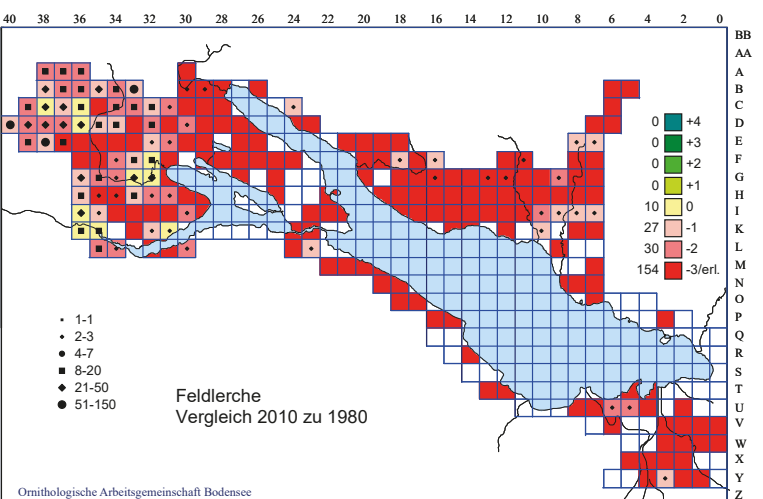 40 38 36 34 32 30 28 26 24 22 20 18 16 14 12 10 8 6 4 2 0
BB
AA
A
B
C
D
E
F
G
H
I
K
L
M
N
O
P
Q
R
S
T
U
V
W
X
Y
Z
0 +4
0 +3
0 +2
0 +1
10 0
27 -1
30 -2
154 -3/erl.
1-1
2-3
4-7
8-20
21-50
51-150
Feldlerche
Vergleich 2010 zu 1980
Ornithologische Arbeitsgemeinschaft Bodensee